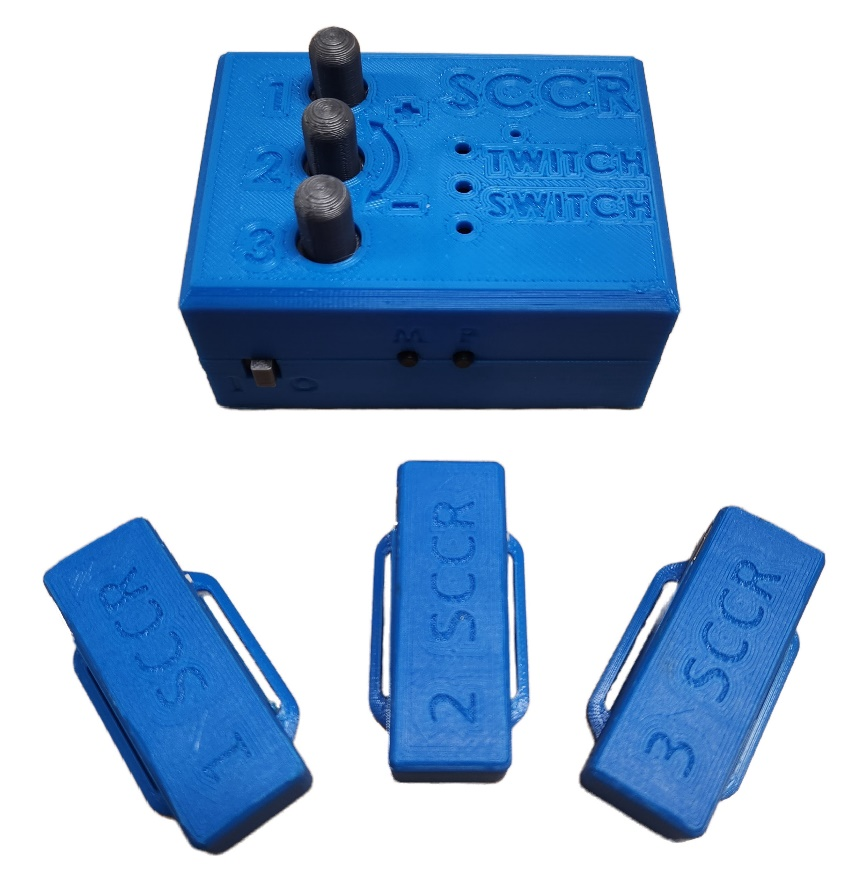 SCCR
TWITCH
SWITCH
1
2
3
+
-
M P
I O
1 SCCR
2 SCCR
3 SCCR